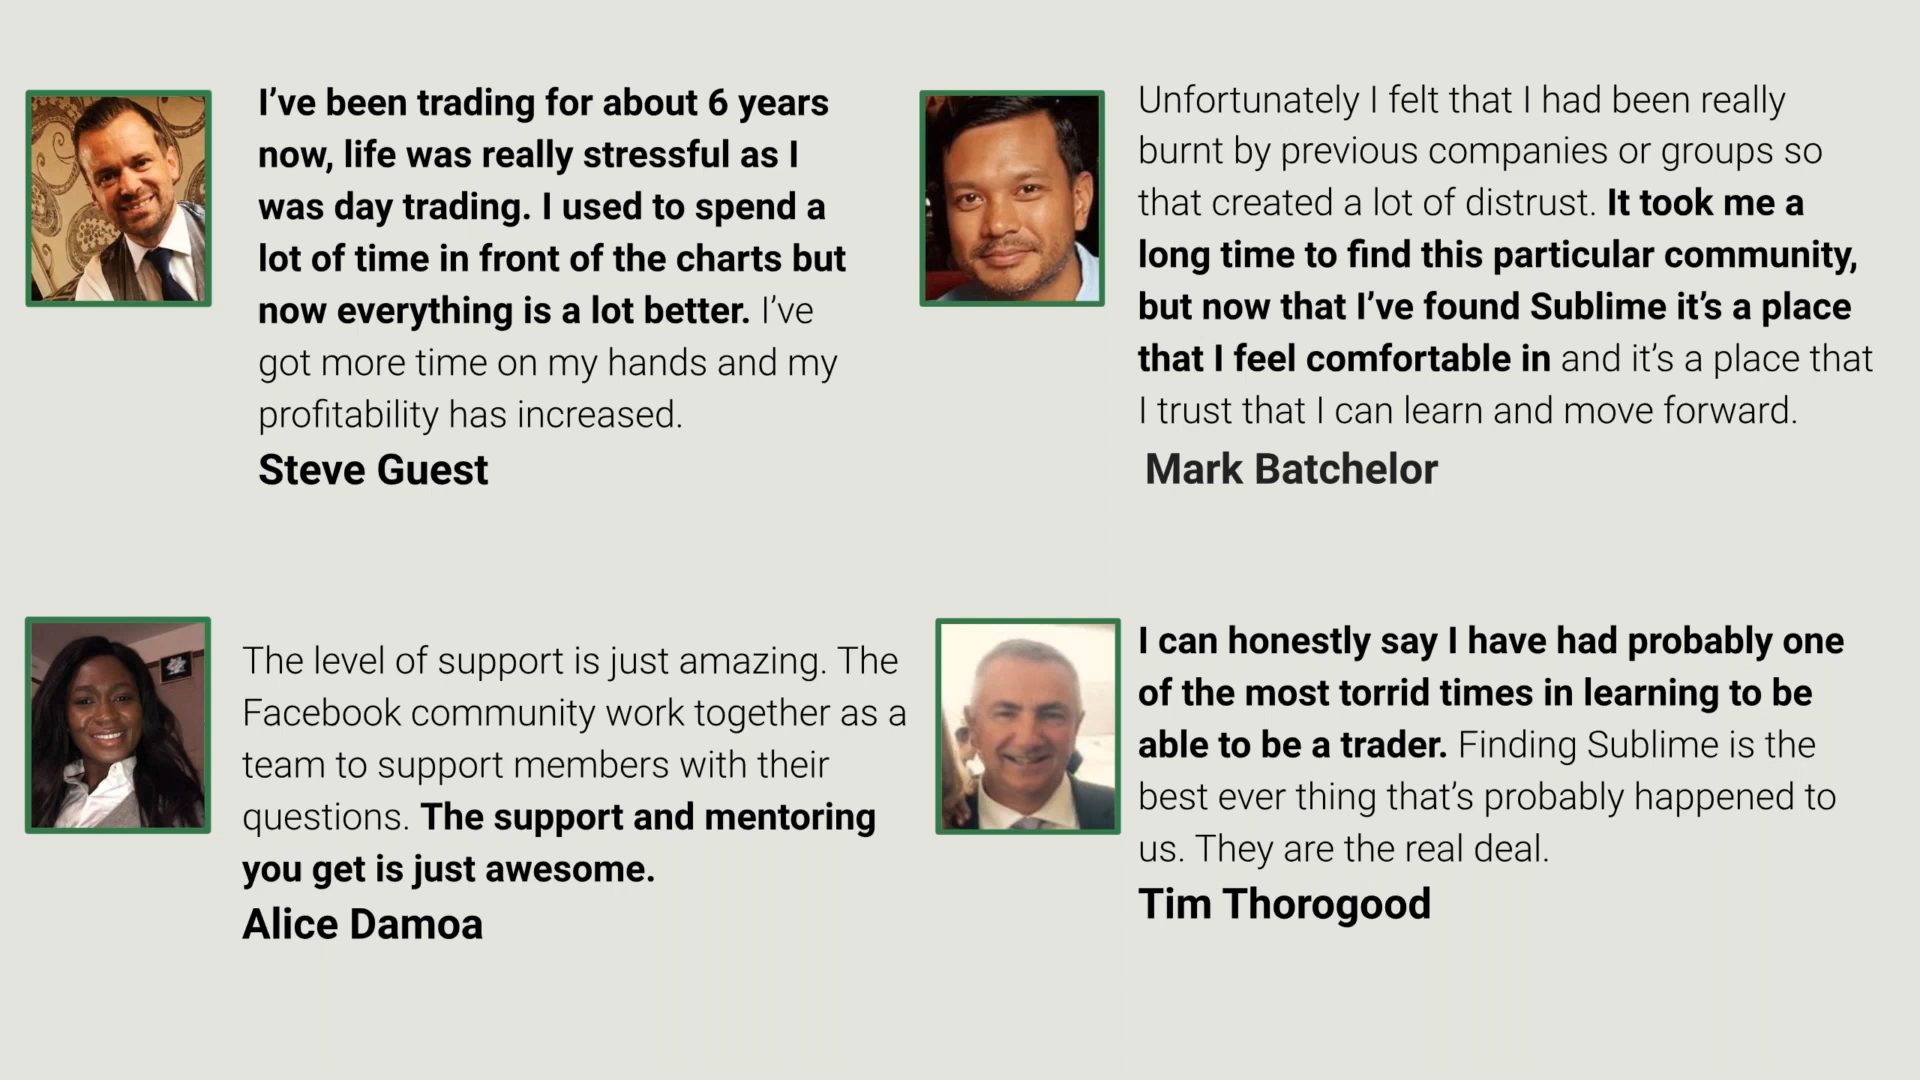 I’ve been trading for about 6 years
now, life was really stressful as I
was day trading. I used to spend a
lot of time in front of the charts but
now everything is a lot better. I’ve
got more time on my hands and my
profitability has increased.
Steve Guest
Unfortunately I felt that I had been really
burnt by previous companies or groups so
that created a lot of distrust. It took me a
long time to find this particular community,
but now that I’ve found Sublime it’s a place
that I feel comfortable in and it’s a place that
I trust that I can learn and move forward.
Mark Batchelor
The level of support is just amazing. The
Facebook community work together as a
team to support members with their
questions. The support and mentoring
you get is just awesome.
Alice Damoa
I can honestly say I have had probably one
of the most torrid times in learning to be
able to be a trader. Finding Sublime is the
best ever thing that’s probably happened to
us. They are the real deal.
Tim Thorogood